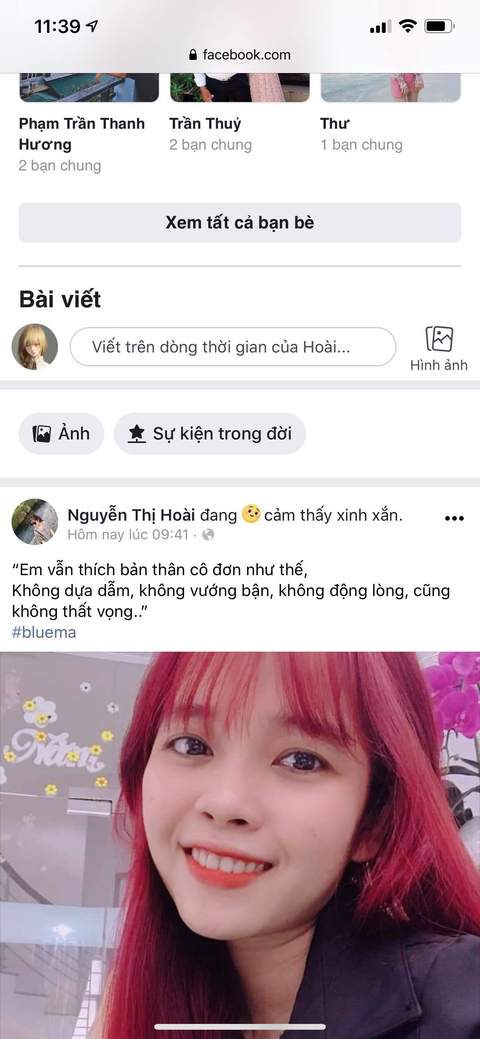 11:39
facebook.com
Phạm Trần Thanh
Hương
2 bạn chung
Trần Thuỷ
2 bạn chung
Thư
1 bạn chung
Xem tất cả bạn bè
Bài viết
Viết trên dòng thời gian của Hoài...
Hình ảnh
Ảnh
Sự kiện trong đời
Nguyễn Thị Hoài đang 🥺 cảm thấy xinh xắn.
Hôm nay lúc 09:41 ·
“Em vẫn thích bản thân cô đơn như thế,
Không dựa dẫm, không vướng bận, không động lòng, cũng
không thất vọng..”
#bluema
Năm